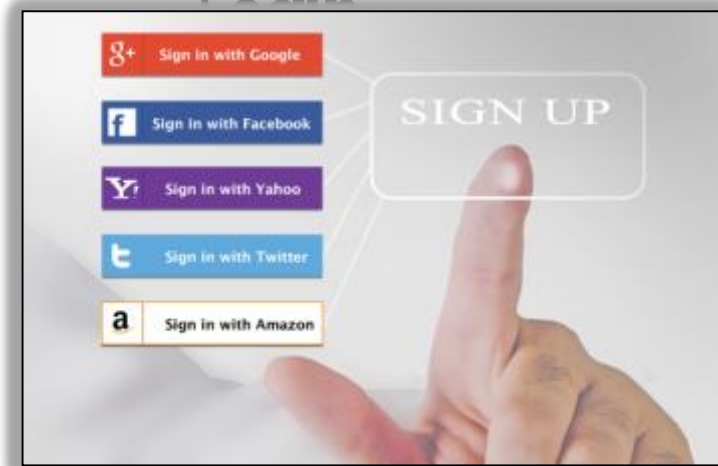 Sign in with Google
Sign in with Facebook
Sign in with Yahoo
Sign in with Twitter
Sign in with Amazon
SIGN UP